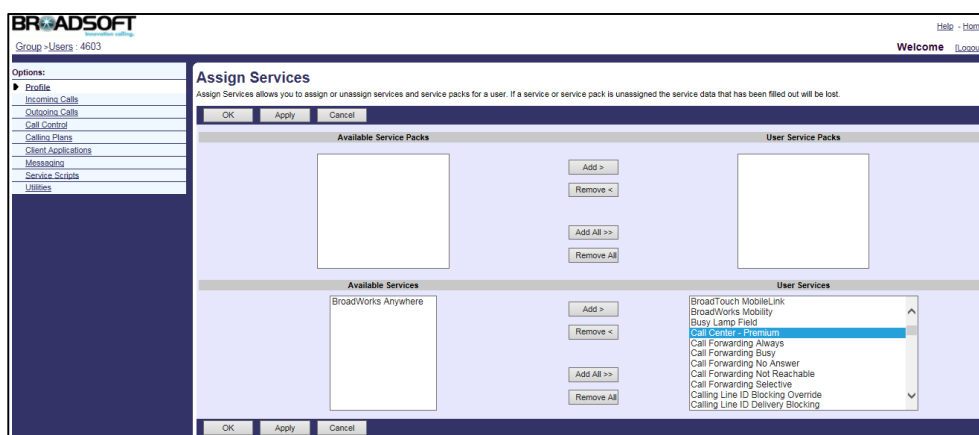 BROADSOFT
innovation calling.
Help - Hom
Group >Users : 4603
Welcome [Logou
Options:
Profile
Incoming Calls
Outgoing Calls
Call Control
Calling Plans
Client Applications
Messaging
Service Scripts
Utilities
Assign Services
Assign Services allows you to assign or unassign services and service packs for a user. If a service or service pack is unassigned the service data that has been filled out will be lost.
OK Apply Cancel
Available Service Packs User Service Packs
Add >
Remove <
Add All >>
Remove All
Available Services User Services
BroadWorks Anywhere
Add >
Remove <
Add All >>
Remove All
BroadTouch MobileLink
BroadWorks Mobility
Busy Lamp Field
Call Center - Premium
Call Forwarding Always
Call Forwarding Busy
Call Forwarding No Answer
Call Forwarding Not Reachable
Call Forwarding Selective
Calling Line ID Blocking Override
Calling Line ID Delivery Blocking
OK Apply Cancel